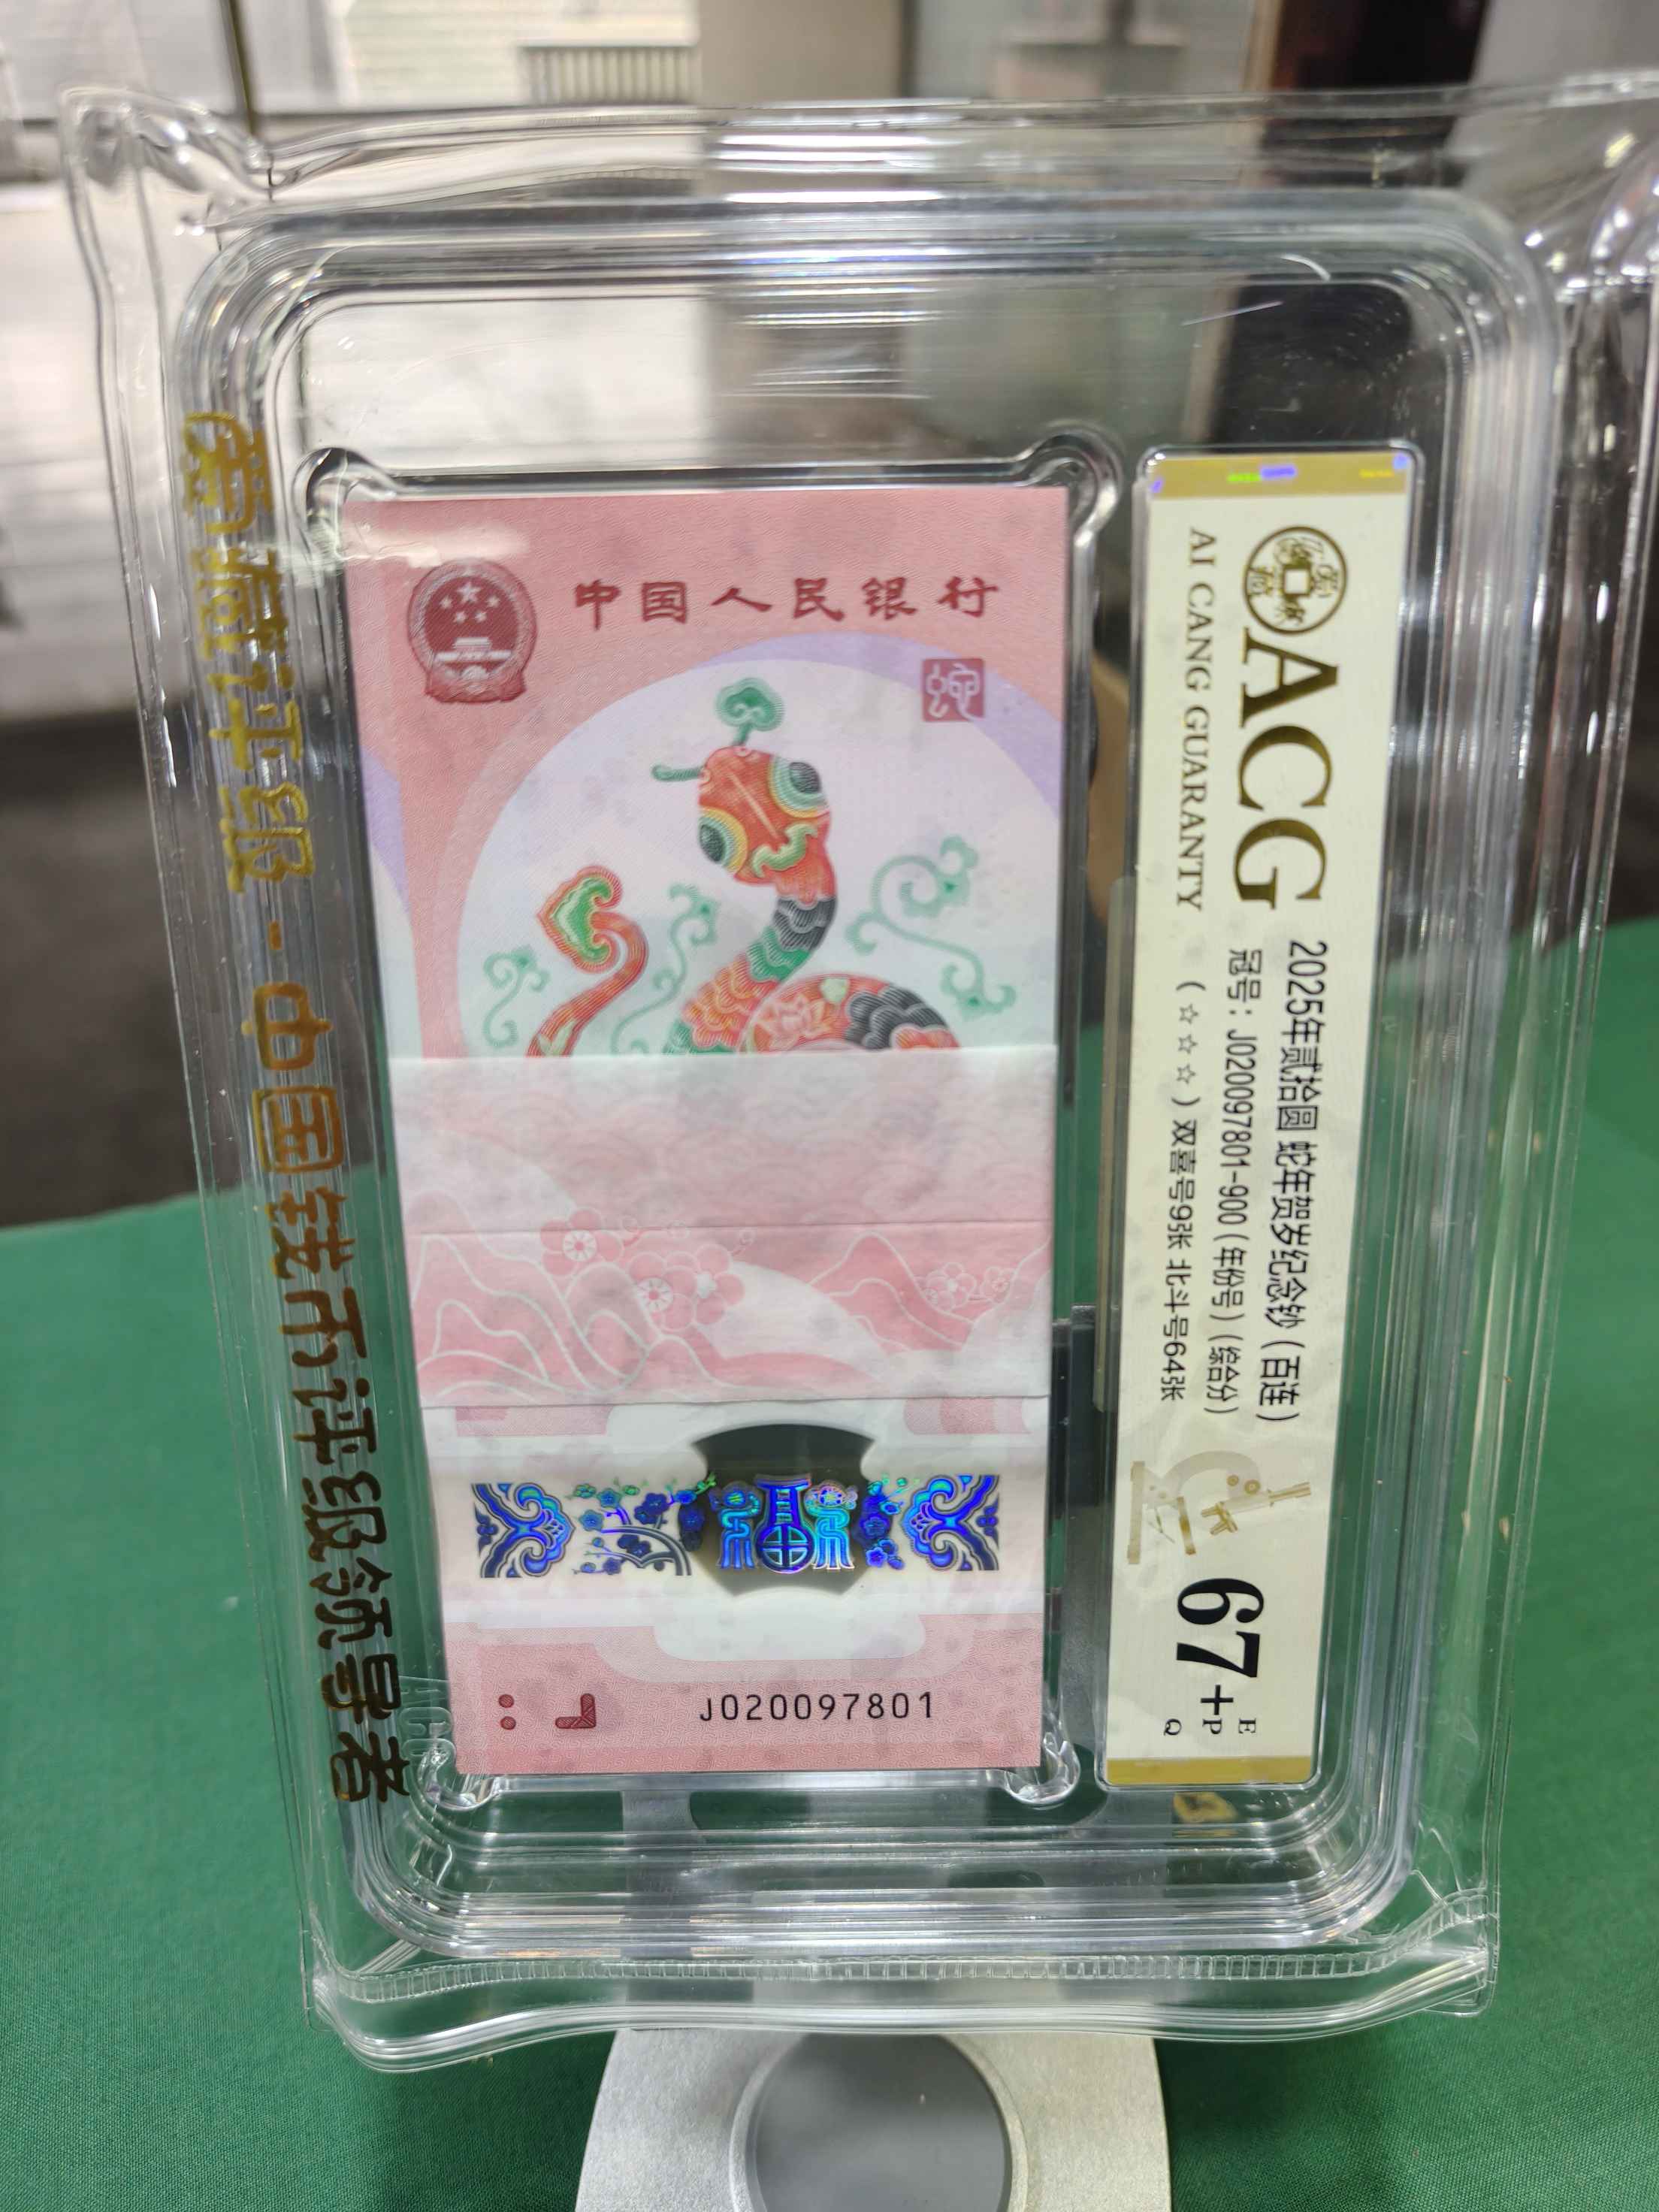 爱藏评级 - 中国钱币评级领导者
中国人民银行
J020097801
ACG
AI CANG GUARANTY
2025年贰拾圆 蛇年贺岁纪念钞（百连）
冠号：J020097801-900（年份号）（综合分）
（☆☆☆）双喜号9张 北斗号64张
67+
E
P
Q